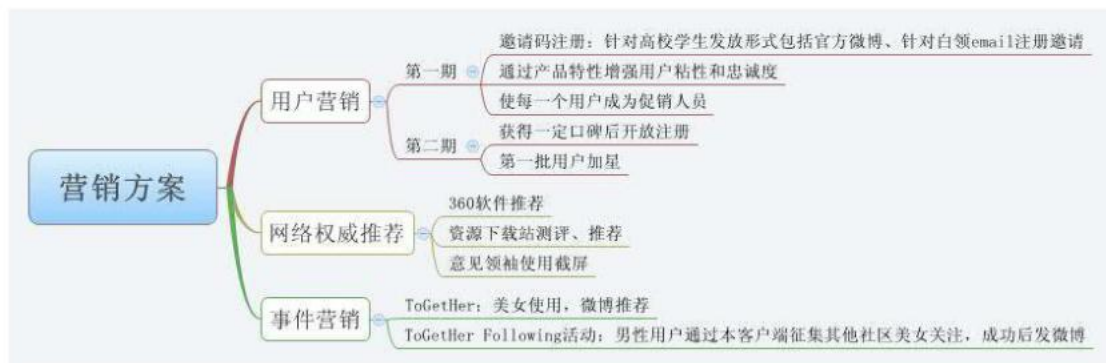 营销方案
用户营销
第一期
邀请码注册：针对高校学生发放形式包括官方微博、针对白领email注册邀请
通过产品特性增强用户粘性和忠诚度
使每一个用户成为促销人员
第二期
获得一定口碑后开放注册
第一批用户加星
网络权威推荐
360软件推荐
资源下载站测评、推荐
意见领袖使用截屏
事件营销
ToGetHer：美女使用，微博推荐
ToGetHer Following活动：男性用户通过本客户端征集其他社区美女关注，成功后发微博